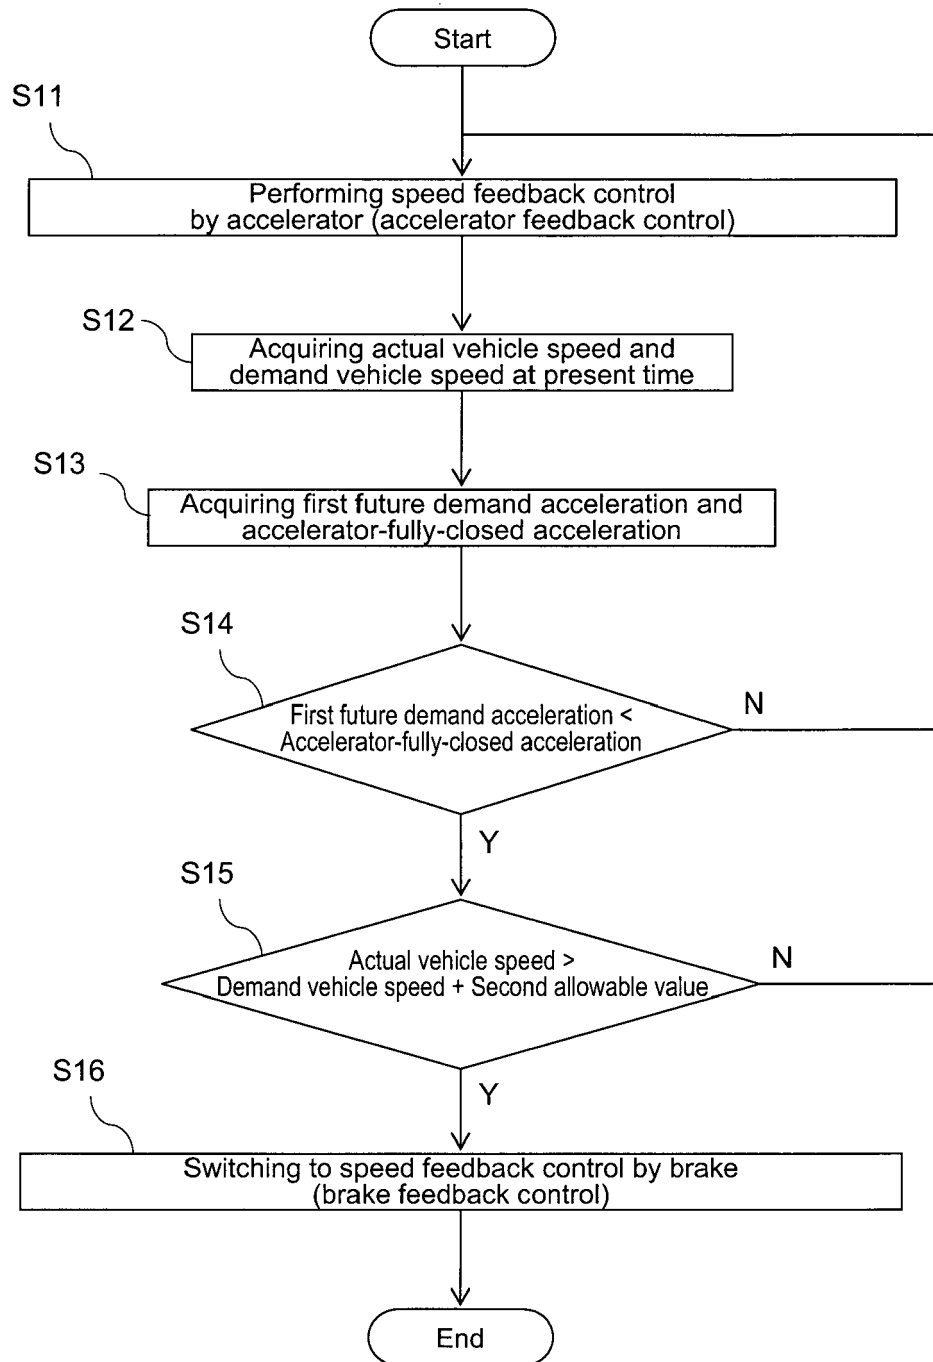 Start
S11
Performing speed feedback control
by accelerator (accelerator feedback control)
S12
Acquiring actual vehicle speed and
demand vehicle speed at present time
S13
Acquiring first future demand acceleration and
accelerator-fully-closed acceleration
S14
First future demand acceleration <
Accelerator-fully-closed acceleration
N
Y
S15
Actual vehicle speed >
Demand vehicle speed + Second allowable value
N
Y
S16
Switching to speed feedback control by brake
(brake feedback control)
End